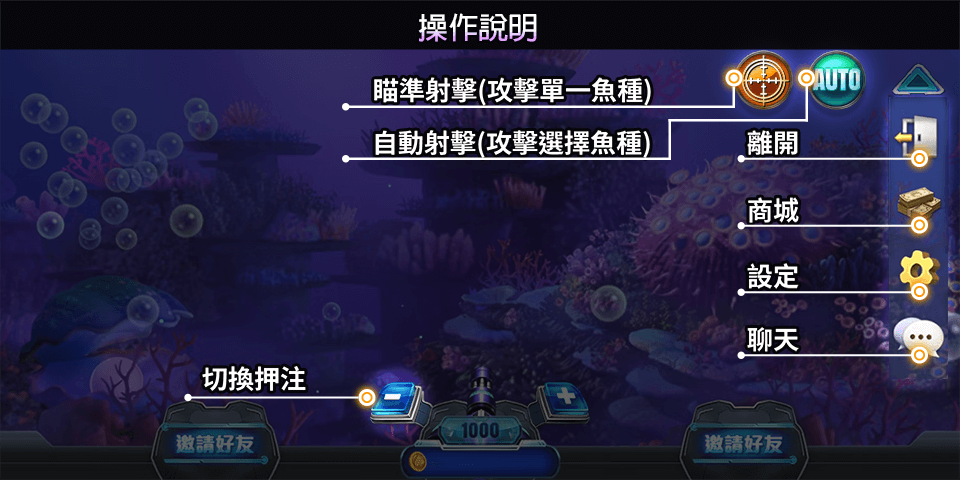 操作說明
瞄準射擊(攻擊單一魚種)
AUTO
自動射擊(攻擊選擇魚種)
離開
商城
設定
聊天
切換押注
1000
邀請好友
邀請好友